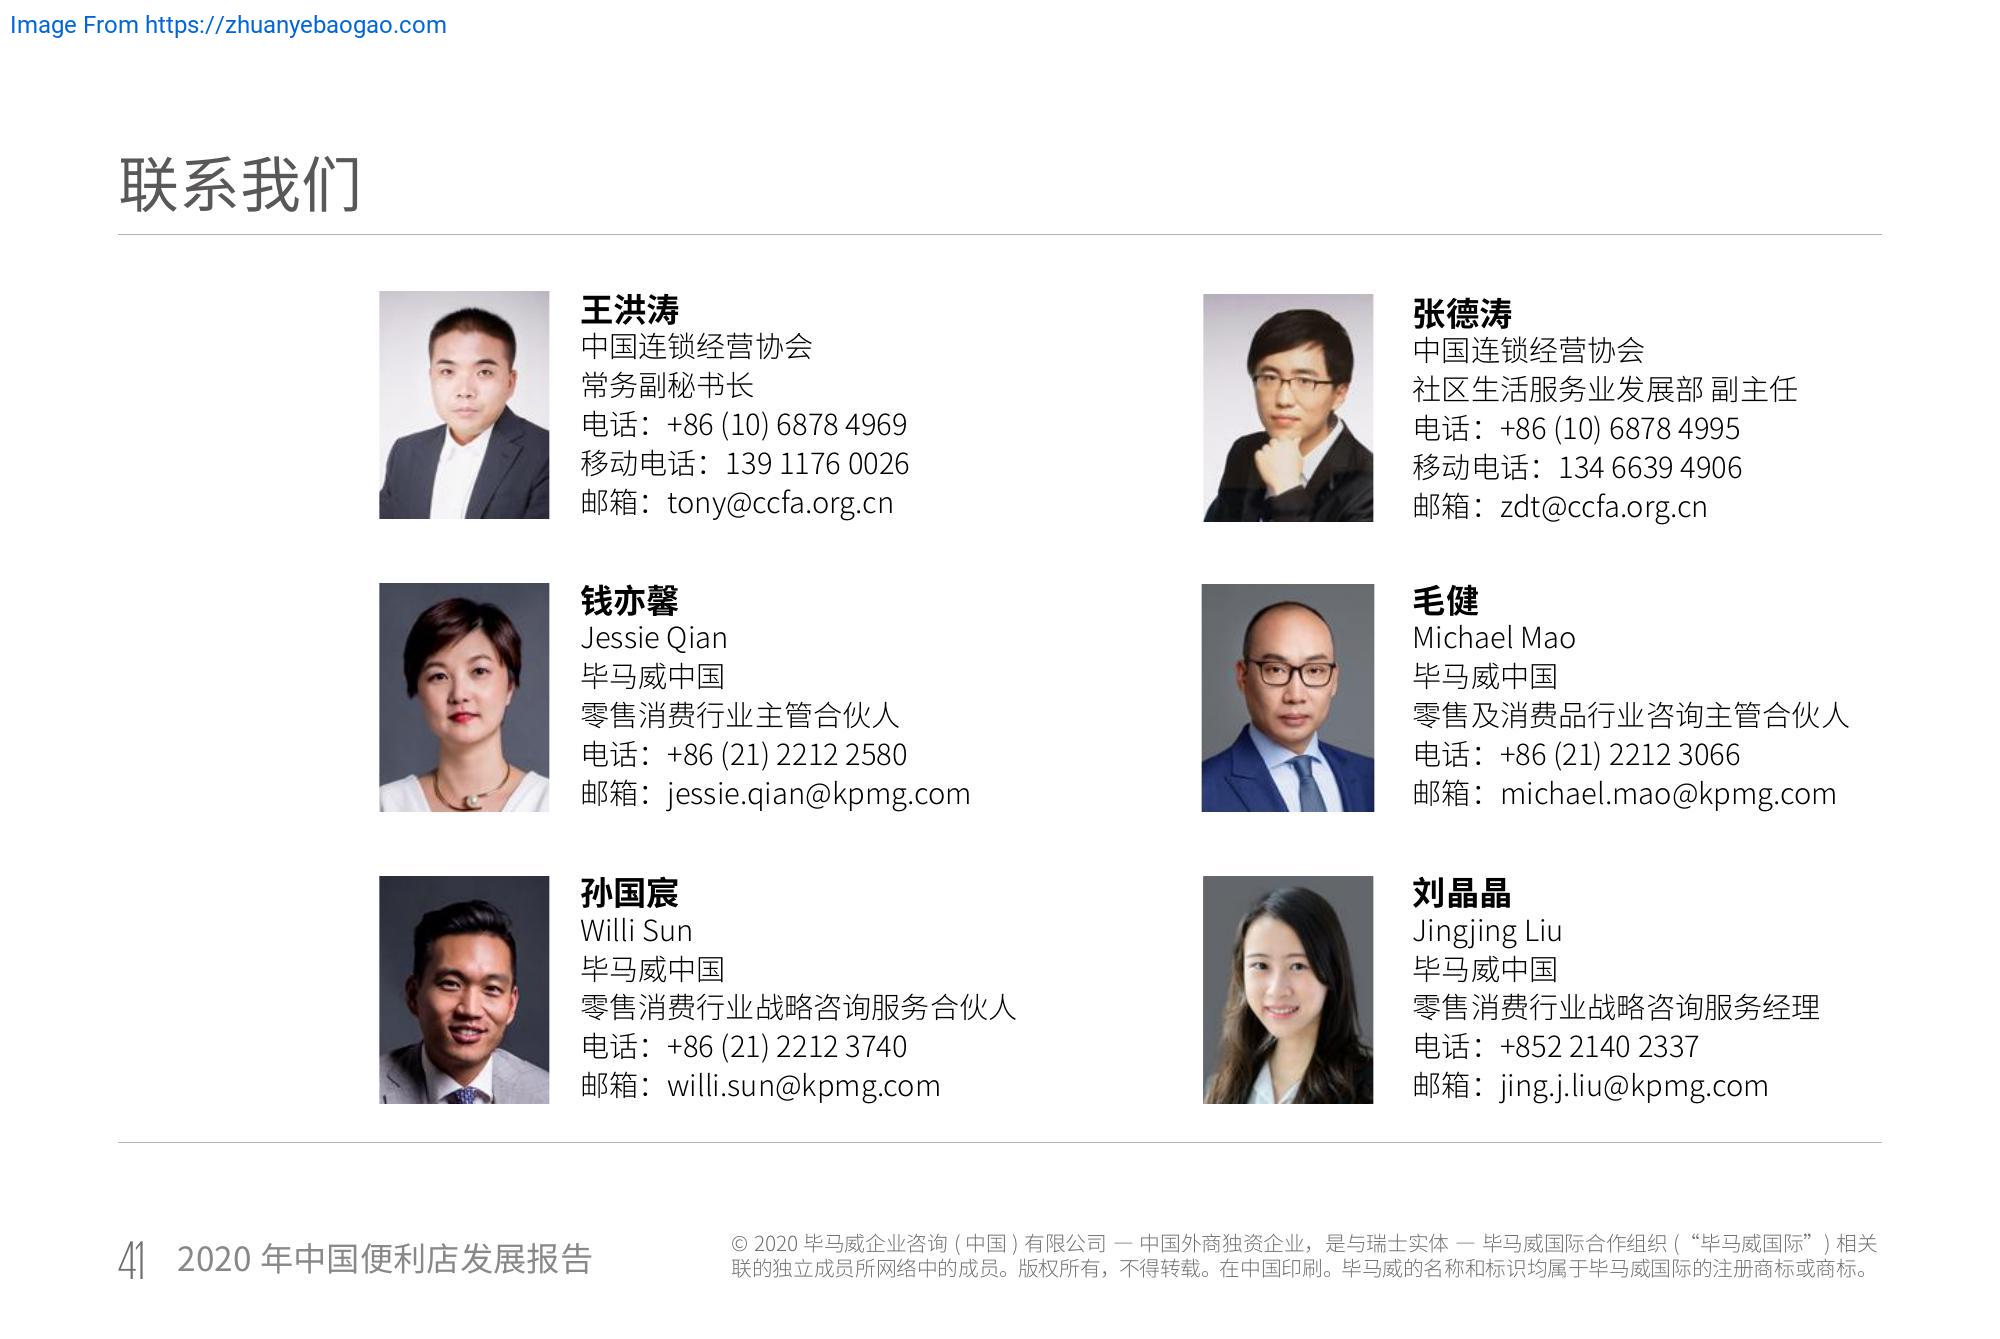 Image From https://zhuanyebaogao.com
联系我们
王洪涛
中国连锁经营协会
常务副秘书长
电话：+86 (10) 6878 4969
移动电话：139 1176 0026
邮箱：tony@ccfa.org.cn
张德涛
中国连锁经营协会
社区生活服务业发展部 副主任
电话：+86 (10) 6878 4995
移动电话：134 6639 4906
邮箱：zdt@ccfa.org.cn
钱亦馨
Jessie Qian
毕马威中国
零售消费行业主管合伙人
电话：+86 (21) 2212 2580
邮箱：jessie.qian@kpmg.com
毛健
Michael Mao
毕马威中国
零售及消费品行业咨询主管合伙人
电话：+86 (21) 2212 3066
邮箱：michael.mao@kpmg.com
孙国宸
Willi Sun
毕马威中国
零售消费行业战略咨询服务合伙人
电话：+86 (21) 2212 3740
邮箱：willi.sun@kpmg.com
刘晶晶
Jingjing Liu
毕马威中国
零售消费行业战略咨询服务经理
电话：+852 2140 2337
邮箱：jing.j.liu@kpmg.com
41 2020 年中国便利店发展报告
© 2020 毕马威企业咨询 ( 中国 ) 有限公司 — 中国外商独资企业，是与瑞士实体 — 毕马威国际合作组织 (“毕马威国际”) 相关
联的独立成员所网络中的成员。版权所有，不得转载。在中国印刷。毕马威的名称和标识均属于毕马威国际的注册商标或商标。